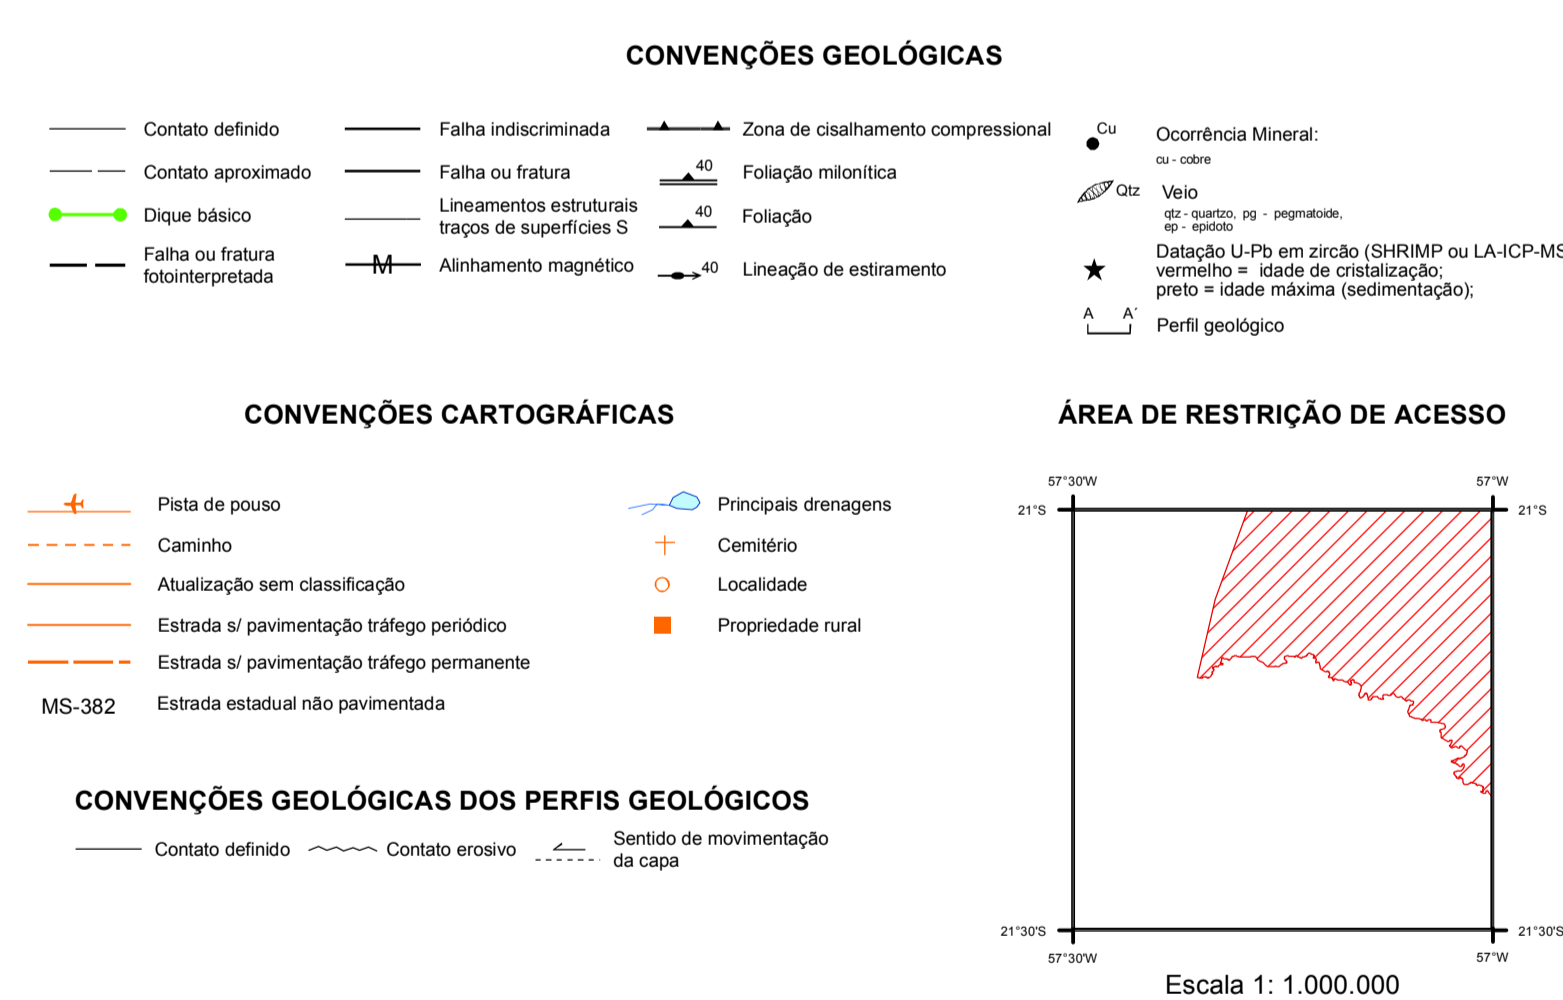 CONVENÇÕES GEOLÓGICAS
Contato definido
Contato aproximado
Dique básico
Falha ou fratura
fotointerpretada
Falha indiscriminada
Falha ou fratura
Lineamentos estruturais
traços de superfícies S
M
Alinhamento magnético
Zona de cisalhamento compressional
40
Foliação milonítica
40
Foliação
40
Lineação de estiramento
Cu
Ocorrência Mineral:
cu - cobre
Qtz
Veio
qtz - quartzo, pg - pegmatoide,
ep - epidoto
Datação U-Pb em zircão (SHRIMP ou LA-ICP-MS
vermelho = idade de cristalização;
preto = idade máxima (sedimentação);
A A´
Perfil geológico
CONVENÇÕES CARTOGRÁFICAS
Pista de pouso
Caminho
Atualização sem classificação
Estrada s/ pavimentação tráfego periódico
Estrada s/ pavimentação tráfego permanente
MS-382
Estrada estadual não pavimentada
Principais drenagens
Cemitério
Localidade
Propriedade rural
CONVENÇÕES GEOLÓGICAS DOS PERFIS GEOLÓGICOS
Contato definido
Contato erosivo
Sentido de movimentação
da capa
ÁREA DE RESTRIÇÃO DE ACESSO
57°30'W
57°W
21°S
21°S
21°30'S
21°30'S
57°30'W
57°W
Escala 1: 1.000.000